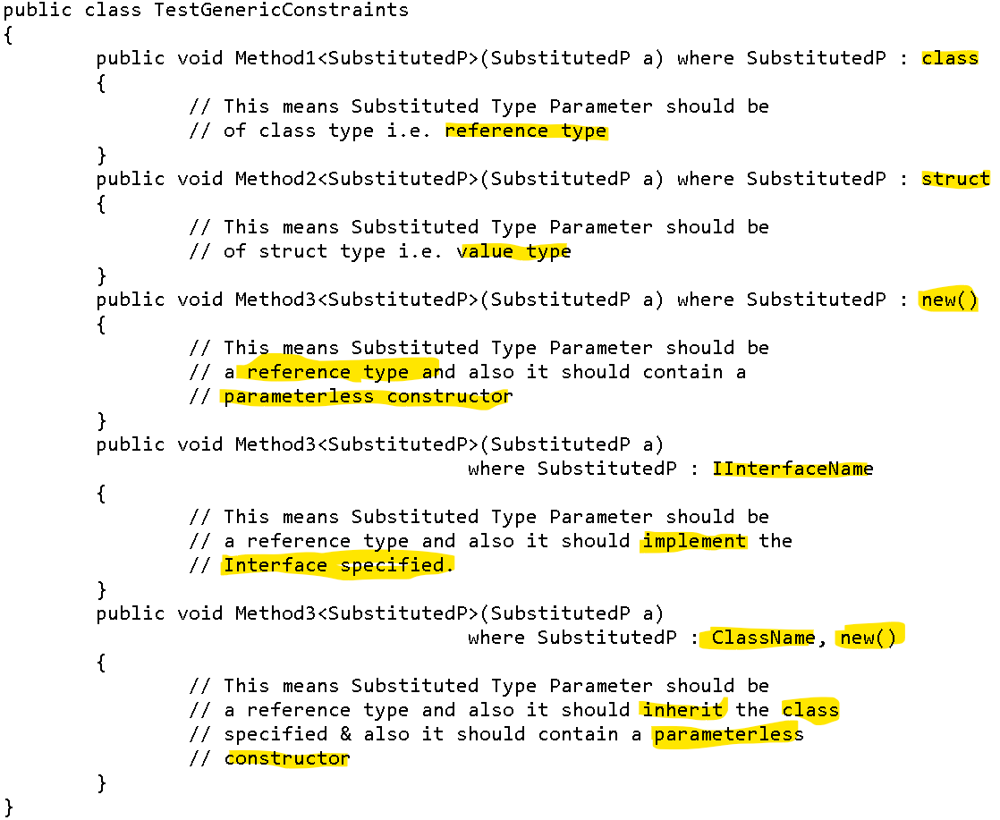 public class TestGenericConstraints
{
public void Method1<SubstitutedP>(SubstitutedP a) where SubstitutedP : class
{
// This means Substituted Type Parameter should be
// of class type i.e. reference type
}
public void Method2<SubstitutedP>(SubstitutedP a) where SubstitutedP : struct
{
// This means Substituted Type Parameter should be
// of struct type i.e. value type
}
public void Method3<SubstitutedP>(SubstitutedP a) where SubstitutedP : new()
{
// This means Substituted Type Parameter should be
// a reference type and also it should contain a
// parameterless constructor
}
public void Method3<SubstitutedP>(SubstitutedP a)
where SubstitutedP : IInterfaceName
{
// This means Substituted Type Parameter should be
// a reference type and also it should implement the
// Interface specified.
}
public void Method3<SubstitutedP>(SubstitutedP a)
where SubstitutedP : ClassName, new()
{
// This means Substituted Type Parameter should be
// a reference type and also it should inherit the class
// specified & also it should contain a parameterless
// constructor
}
}